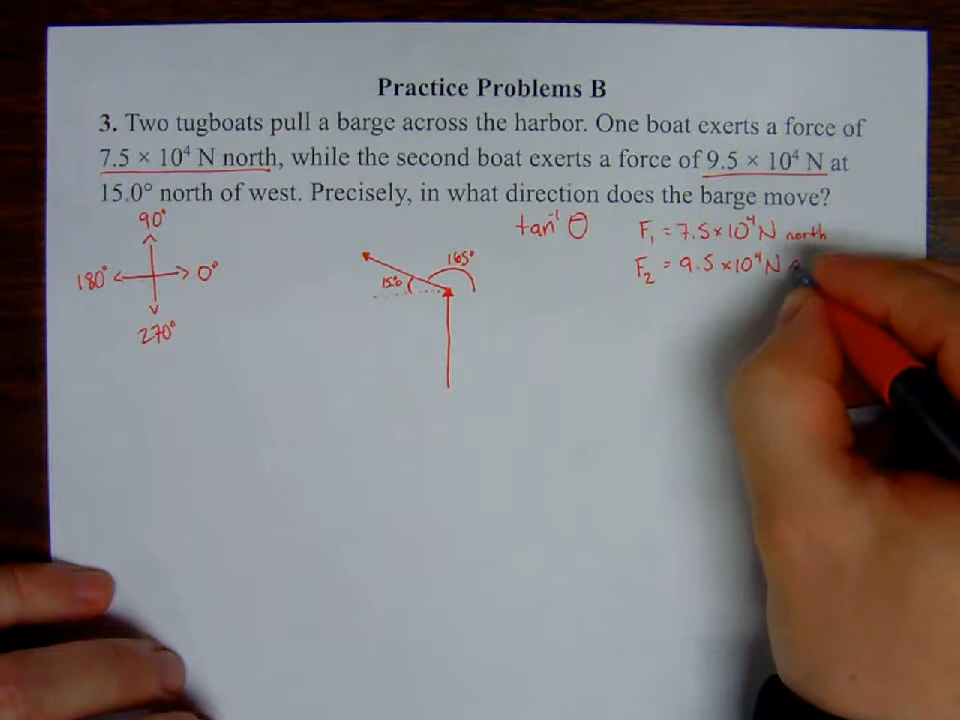 Practice Problems B
3. Two tugboats pull a barge across the harbor. One boat exerts a force of
7.5 × 10⁴ N north, while the second boat exerts a force of 9.5 × 10⁴ N at
15.0° north of west. Precisely, in what direction does the barge move?
90°
tan⁻¹ θ
F₁ = 7.5×10⁴ N north
165°
F₂ = 9.5×10⁴ N
180° 0°
15°
270°